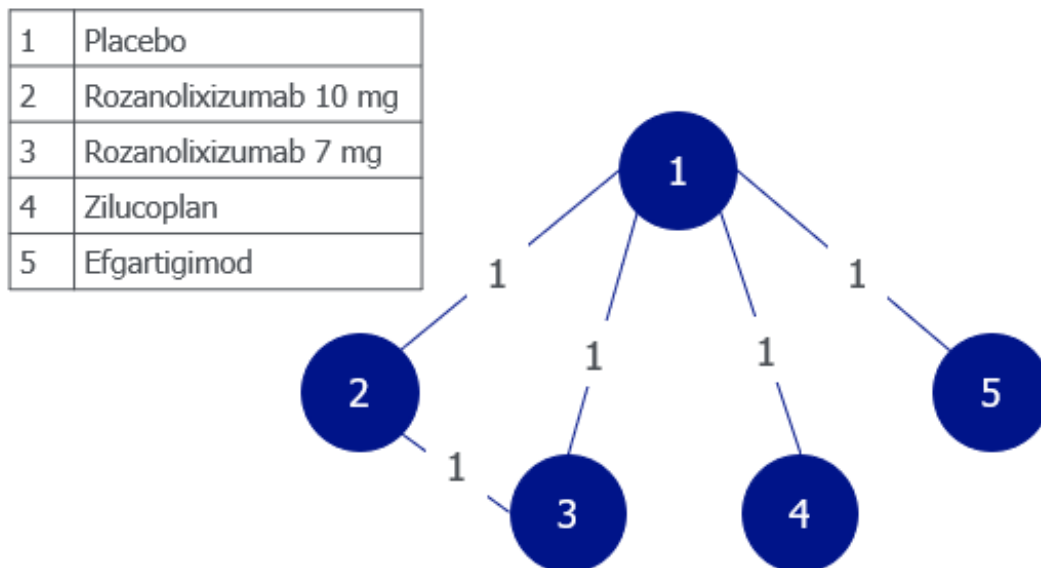 1 Placebo
2 Rozanolixizumab 10 mg
3 Rozanolixizumab 7 mg
4 Zilucoplan
5 Efgartigimod
1
1
1
1
1
2
5
1
3
4